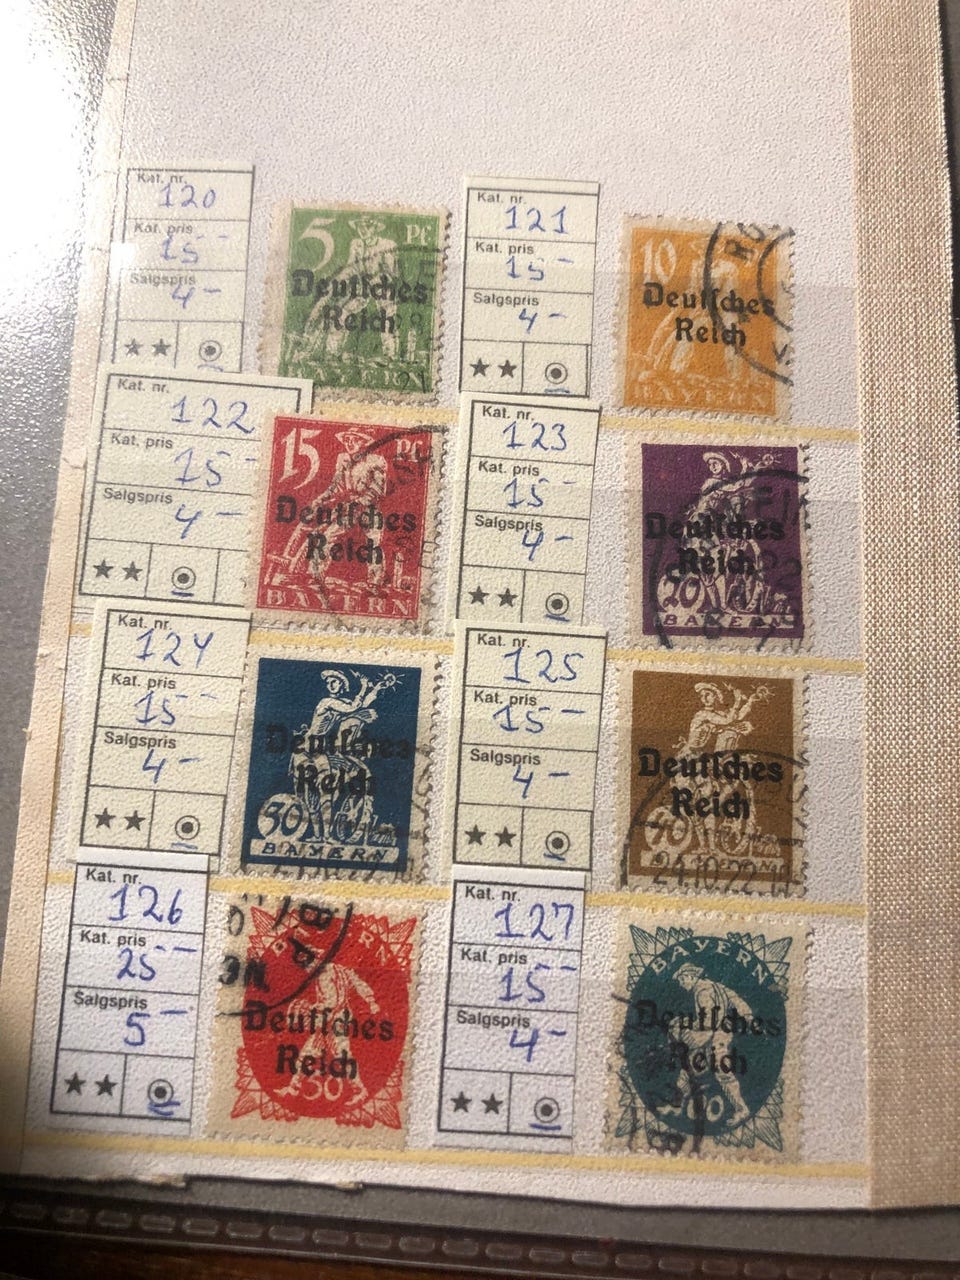 Kat. nr.
120
Kat. pris
15 -
Salgspris
4 -
★★
5 Pf
Deutſches
Reich
BAYERN
21
Kat. nr.
121
Kat. pris
15 -
Salgspris
4 -
★★
10
Deutſches
Reich
BAYERN
Kat. nr.
122
Kat. pris
15 -
Salgspris
4 -
★★
15 Pf
Deutſches
Reich
BAYERN
Kat. nr.
123
Kat. pris
15 -
Salgspris
4 -
★★
Deutſches
Reich
20
BAYERN
Kat. nr.
124
Kat. pris
15 -
Salgspris
4 -
★★
Deutſches
Reich
30
BAYERN
Kat. nr.
125
Kat. pris
15 -
Salgspris
4 -
★★
Deutſches
Reich
40
24.10.22
Kat. nr.
126
Kat. pris
25 -
Salgspris
5 -
★★
Deutſches
Reich
50
Kat. nr.
127
Kat. pris
15 -
Salgspris
4 -
★★
BAYERN
Deutſches
Reich